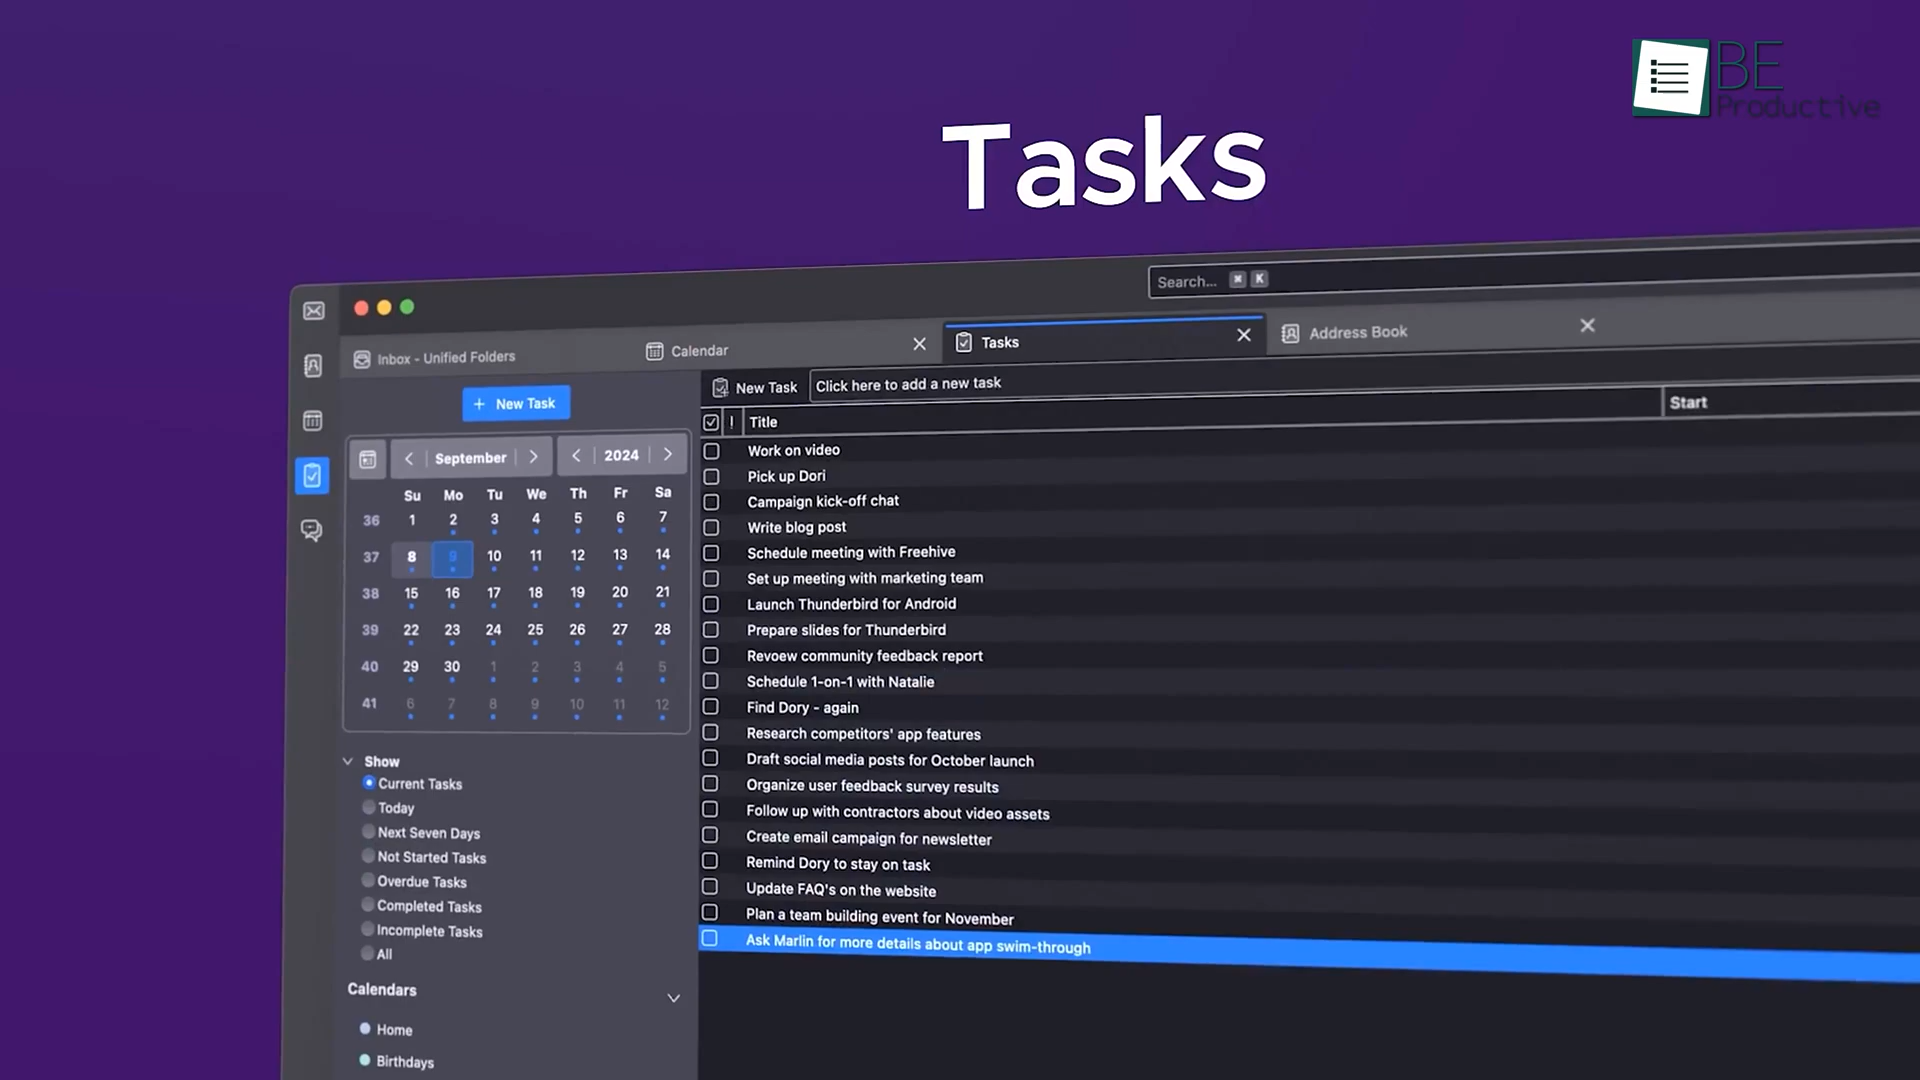 BE
Productive
Tasks
Search... ⌘ K
Inbox - Unified Folders
Calendar
Tasks
Address Book
+ New Task
New Task
Click here to add a new task
! Title
Start
September
2024
Su Mo Tu We Th Fr Sa
36 1 2 3 4 5 6 7
37 8 9 10 11 12 13 14
38 15 16 17 18 19 20 21
39 22 23 24 25 26 27 28
40 29 30 1 2 3 4 5
41 6 7 8 9 10 11 12
Show
Current Tasks
Today
Next Seven Days
Not Started Tasks
Overdue Tasks
Completed Tasks
Incomplete Tasks
All
Calendars
Home
Birthdays
Work on video
Pick up Dori
Campaign kick-off chat
Write blog post
Schedule meeting with Freehive
Set up meeting with marketing team
Launch Thunderbird for Android
Prepare slides for Thunderbird
Revoew community feedback report
Schedule 1-on-1 with Natalie
Find Dory - again
Research competitors' app features
Draft social media posts for October launch
Organize user feedback survey results
Follow up with contractors about video assets
Create email campaign for newsletter
Remind Dory to stay on task
Update FAQ's on the website
Plan a team building event for November
Ask Marlin for more details about app swim-through